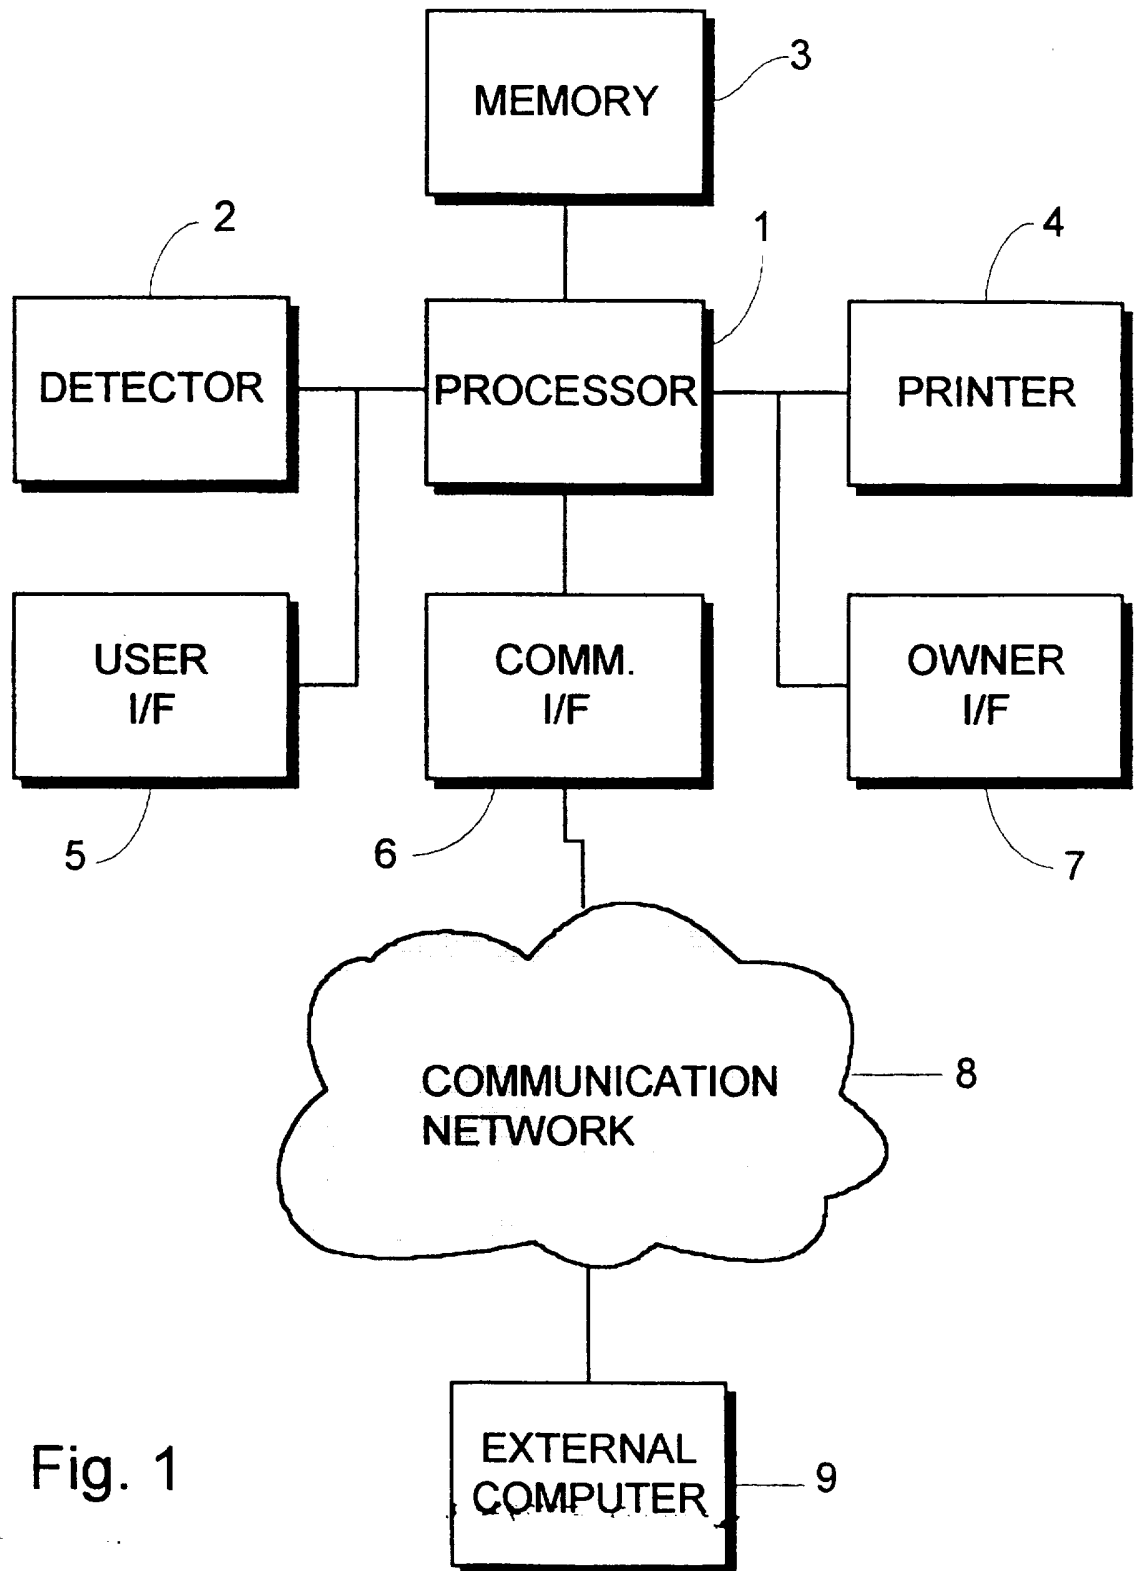 MEMORY
3
2
1
4
DETECTOR
PROCESSOR
PRINTER
USER
I/F
COMM.
I/F
OWNER
I/F
5
6
7
COMMUNICATION
NETWORK
8
EXTERNAL
COMPUTER
9
Fig. 1